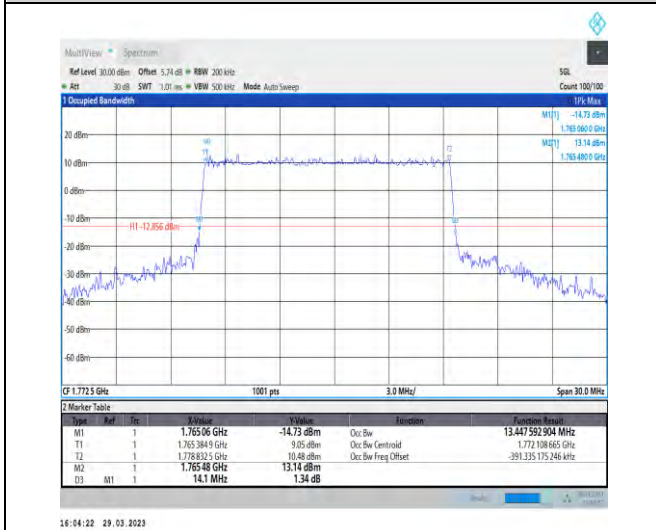 MultiView Spectrum
Ref Level 30.00 dBm Offset 5.74 dB RBW 200 kHz SGL
Att 30 dB SWT 1.01 ms VBW 500 kHz Mode Auto Sweep Count 100/100
1 Occupied Bandwidth 1Pk Max
M1[1] -14.73 dBm
1.765 060 0 GHz
M2[1] 13.14 dBm
1.765 480 0 GHz
20 dBm
M2
T1
T2
10 dBm
0 dBm
-10 dBm
H1 -12.856 dBm
-20 dBm
-30 dBm
-40 dBm
-50 dBm
-60 dBm
CF 1.772 5 GHz 1001 pts 3.0 MHz/ Span 30.0 MHz
2 Marker Table
Type Ref Trc X-Value Y-Value Function Function Result
M1 1 1.765 06 GHz -14.73 dBm Occ Bw 13.447 592 904 MHz
T1 1 1.765 384 9 GHz 9.05 dBm Occ Bw Centroid 1.772 108 665 GHz
T2 1 1.778 832 5 GHz 10.48 dBm Occ Bw Freq Offset -391.335 175 246 kHz
M2 1 1.765 48 GHz 13.14 dBm
D3 M1 1 14.1 MHz 1.34 dB
16:04:22 29.03.2023